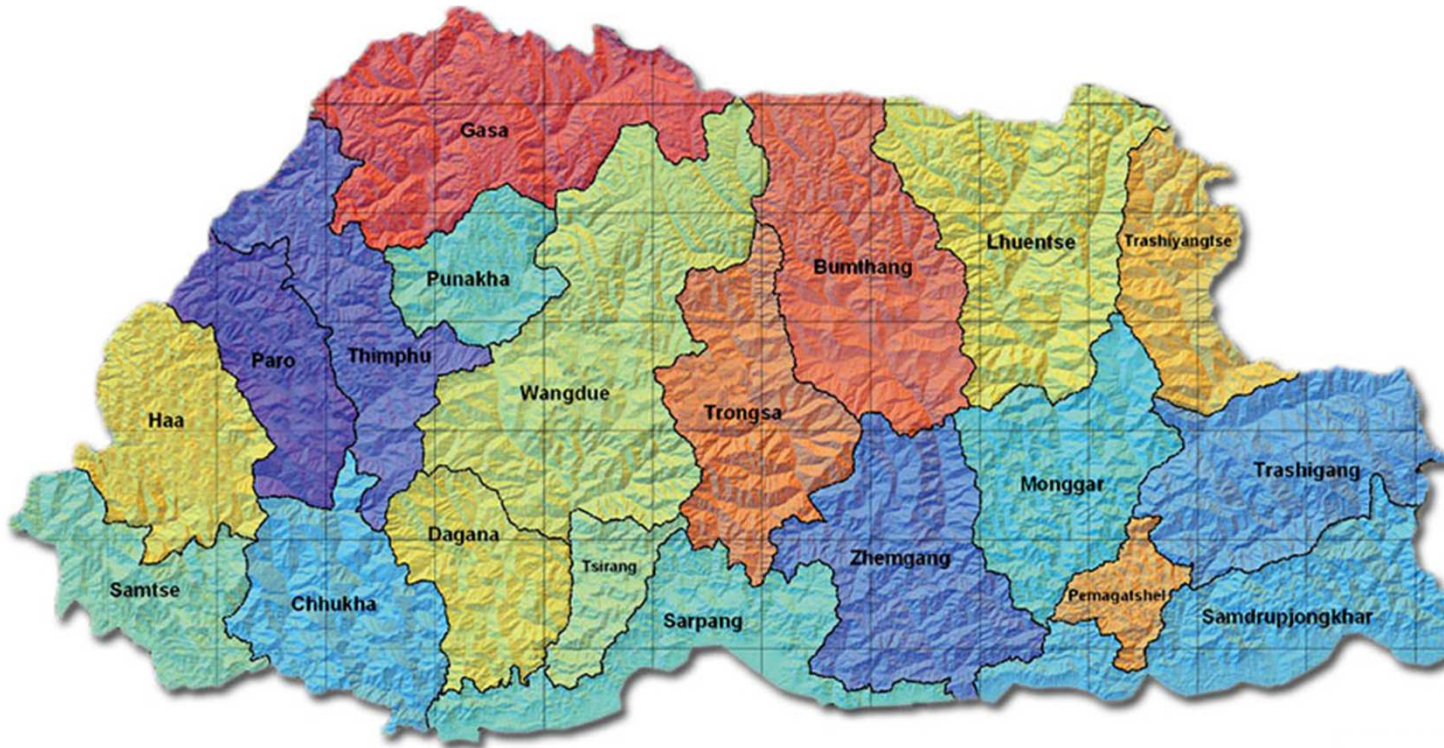 Gasa
Lhuentse
Trashiyangtse
Punakha
Bumthang
Paro
Thimphu
Wangdue
Trongsa
Haa
Trashigang
Monggar
Dagana
Zhemgang
Tsirang
Samtse
Chhukha
Pemagatshel
Sarpang
Samdrupjongkhar